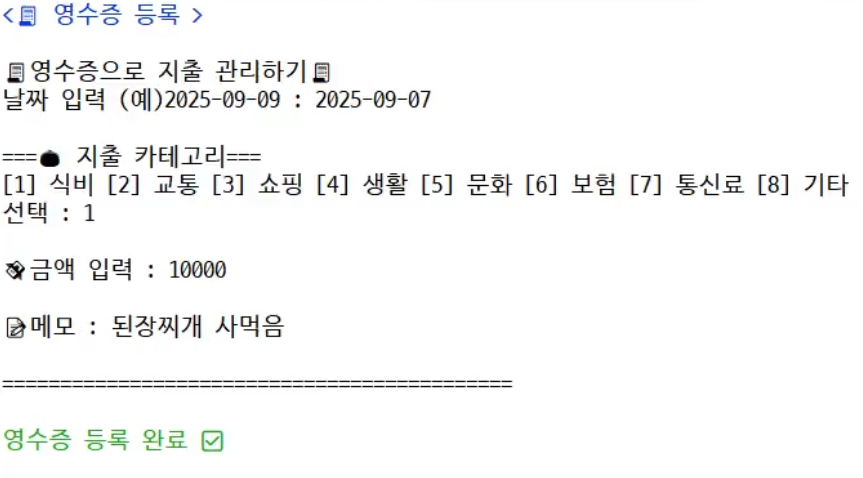 <🧾 영수증 등록 >
🧾영수증으로 지출 관리하기🧾
날짜 입력 (예)2025-09-09 : 2025-09-07
===👛 지출 카테고리===
[1] 식비 [2] 교통 [3] 쇼핑 [4] 생활 [5] 문화 [6] 보험 [7] 통신료 [8] 기타
선택 : 1
💸금액 입력 : 10000
📝메모 : 된장찌개 사먹음
============================================
영수증 등록 완료 ✅